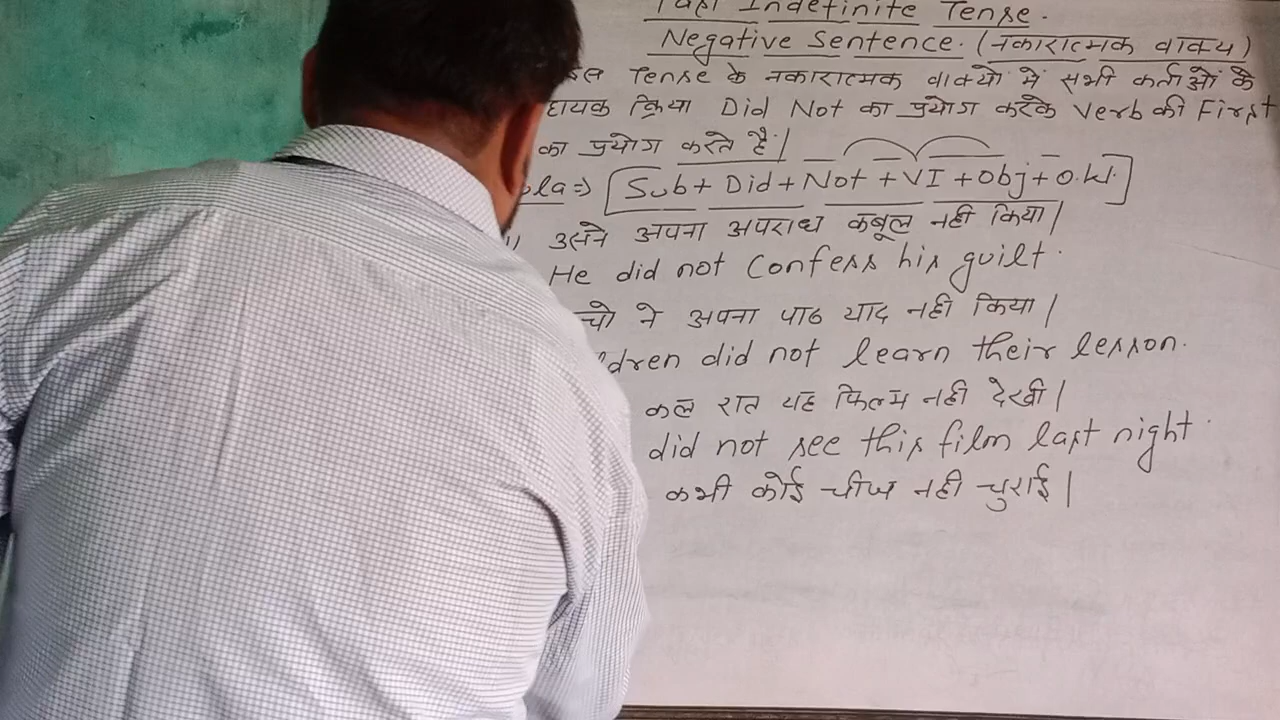 Past Indefinite Tense.
Negative Sentence. (नकारात्मक वाक्य)
Tense के नकारात्मक वाक्यों में सभी कर्ताओं के
क्रिया Did Not का प्रयोग करके Verb की First
का प्रयोग करते हैं|
=> [Sub + Did + Not + VI + Obj + O.W.]
उसने अपना अपराध कबूल नही किया|
He did not confess his guilt.
ने अपना पाठ याद नही किया|
did not learn their lesson.
कल रात यह फिल्म नही देखी|
did not see this film last night.
कभी कोई चीज नही चुराई|